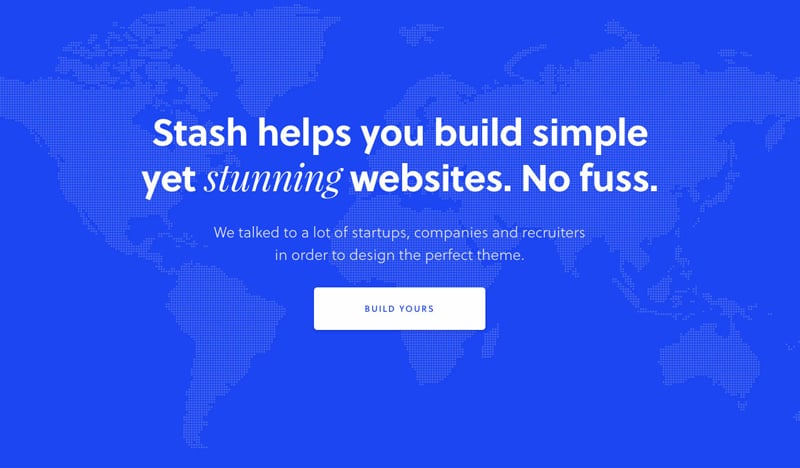 Stash helps you build simple
yet stunning websites. No fuss.
We talked to a lot of startups, companies and recruiters
in order to design the perfect theme.
BUILD YOURS